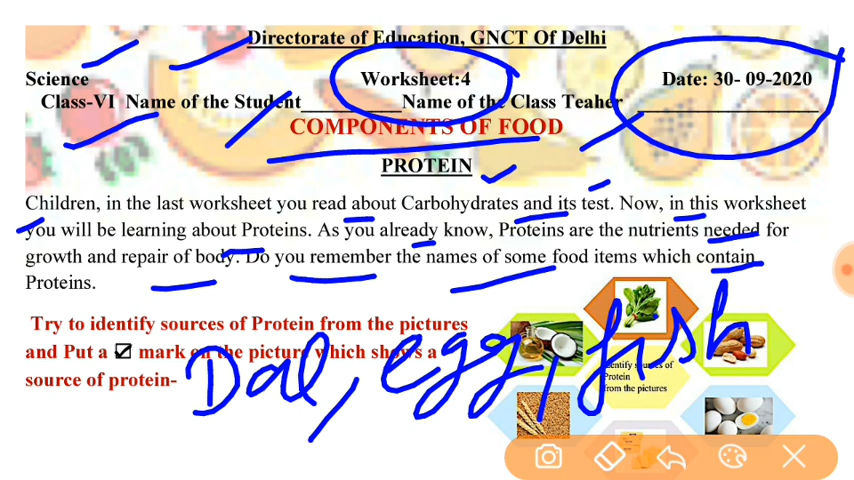 Directorate of Education, GNCT Of Delhi
Science Worksheet:4 Date: 30- 09-2020
Class-VI Name of the Student__________Name of the Class Teaher __________________
COMPONENTS OF FOOD
PROTEIN
Children, in the last worksheet you read about Carbohydrates and its test. Now, in this worksheet
you will be learning about Proteins. As you already know, Proteins are the nutrients needed for
growth and repair of body. Do you remember the names of some food items which contain
Proteins.
Try to identify sources of Protein from the pictures
and Put a ☑ mark on the picture which shows a
source of protein-
Dal, egg, fish
Identify sources of
Protein
from the pictures